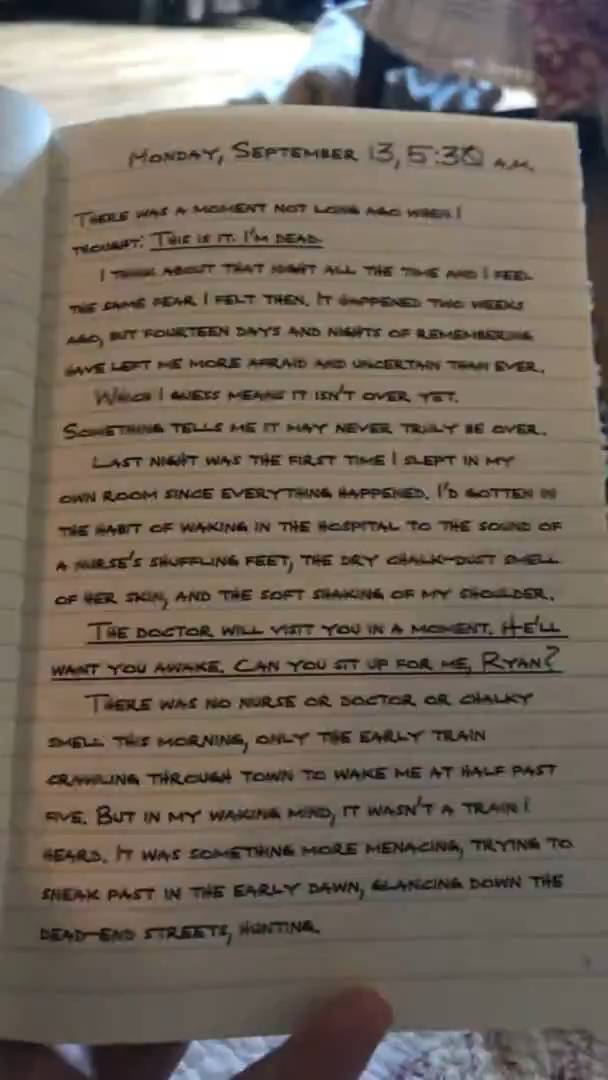 MONDAY, SEPTEMBER 13, 5:30 A.M.
THERE WAS A MOMENT NOT LONG AGO WHEN I
THOUGHT: THIS IS IT. I'M DEAD.
I THINK ABOUT THAT NIGHT ALL THE TIME AND I FEEL
THE SAME FEAR I FELT THEN. IT HAPPENED TWO WEEKS
AGO, BUT FOURTEEN DAYS AND NIGHTS OF REMEMBERING
HAVE LEFT ME MORE AFRAID AND UNCERTAIN THAN EVER.
WHICH I GUESS MEANS IT ISN'T OVER YET.
SOMETHING TELLS ME IT MAY NEVER TRULY BE OVER.
LAST NIGHT WAS THE FIRST TIME I SLEPT IN MY
OWN ROOM SINCE EVERYTHING HAPPENED. I'D GOTTEN IN
THE HABIT OF WAKING IN THE HOSPITAL TO THE SOUND OF
A NURSE'S SHUFFLING FEET, THE DRY CHALK-DUST SMELL
OF HER SKIN, AND THE SOFT SHAKING OF MY SHOULDER.
THE DOCTOR WILL VISIT YOU IN A MOMENT. HE'LL
WANT YOU AWAKE. CAN YOU SIT UP FOR ME, RYAN?
THERE WAS NO NURSE OR DOCTOR OR CHALKY
SMELL THIS MORNING, ONLY THE EARLY TRAIN
CRAWLING THROUGH TOWN TO WAKE ME AT HALF PAST
FIVE. BUT IN MY WAKING MIND, IT WASN'T A TRAIN I
HEARD. IT WAS SOMETHING MORE MENACING, TRYING TO
SNEAK PAST IN THE EARLY DAWN, GLANCING DOWN THE
DEAD-END STREETS, HUNTING.